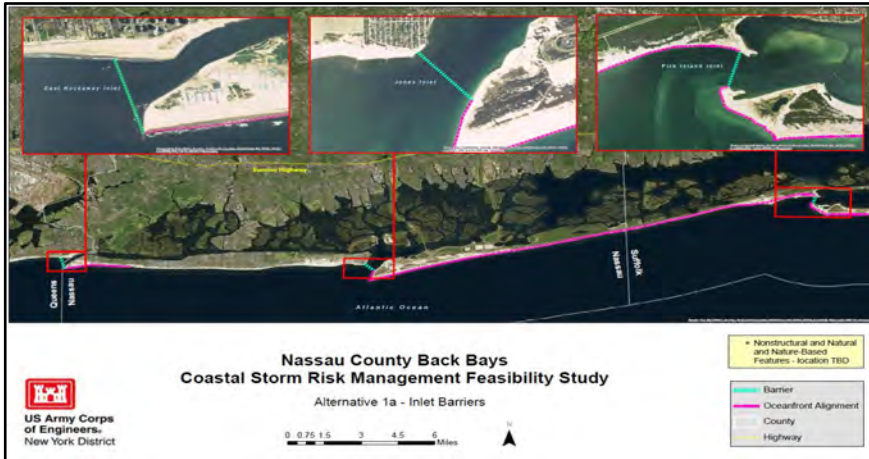 East Rockaway Inlet
Jones Inlet
Fire Island Inlet
Sunrise Highway
Queens
Nassau
Nassau
Suffolk
Atlantic Ocean
Nassau County Back Bays
Coastal Storm Risk Management Feasibility Study
Alternative 1a - Inlet Barriers
US Army Corps
of Engineers®
New York District
0 0.75 1.5 3 4.5 6
Miles
N
• Nonstructural and Natural
and Nature-Based
Features - location TBD
Barrier
Oceanfront Alignment
County
Highway